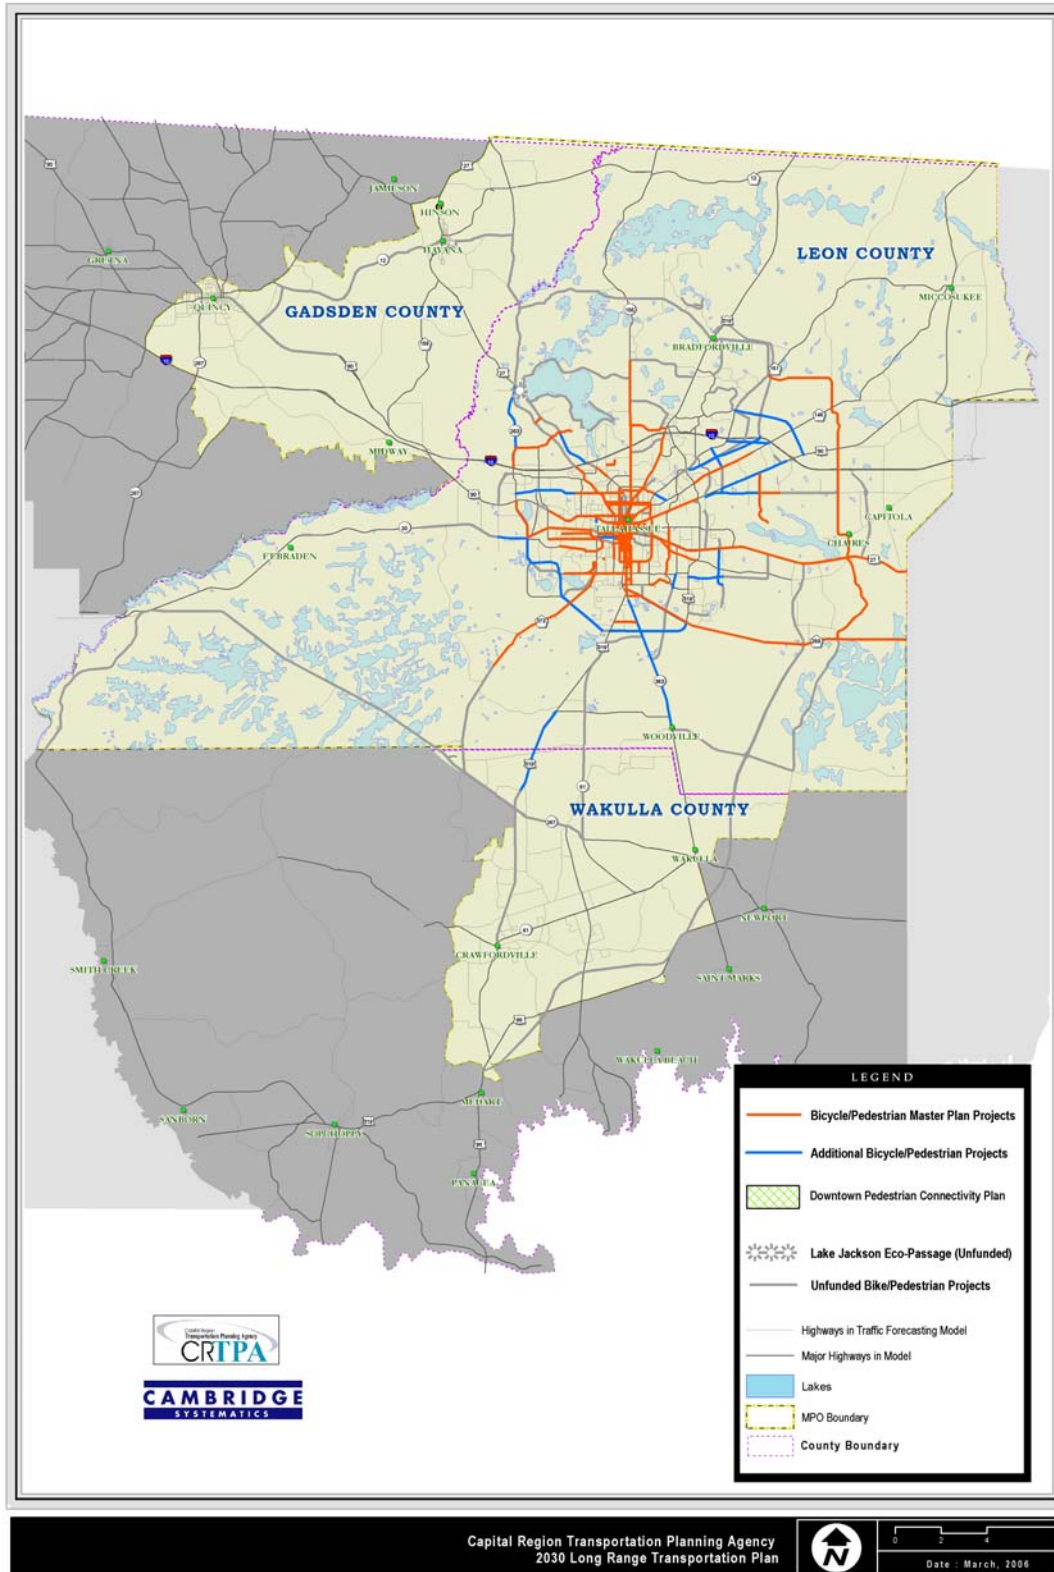 JAMIESON
HINSON
HAVANA
GRETNA
QUINCY
GADSDEN COUNTY
LEON COUNTY
MICCOSUKEE
BRADFORDVILLE
MIDWAY
CAPITOLA
TALLAHASSEE
CHAIRES
FT BRADEN
WOODVILLE
WAKULLA COUNTY
WAKULLA
NEWPORT
CRAWFORDVILLE
SMITH CREEK
SAINT MARKS
WAKULLA BEACH
MEDART
SANBORN
SOPCHOPPY
PANACEA
LEGEND
Bicycle/Pedestrian Master Plan Projects
Additional Bicycle/Pedestrian Projects
Downtown Pedestrian Connectivity Plan
Lake Jackson Eco-Passage (Unfunded)
Unfunded Bike/Pedestrian Projects
Highways in Traffic Forecasting Model
Major Highways in Model
Lakes
MPO Boundary
County Boundary
Transportation Planning Agency
CRTPA
CAMBRIDGE
SYSTEMATICS
Capital Region Transportation Planning Agency
2030 Long Range Transportation Plan
N
0 2 4
Date : March, 2006